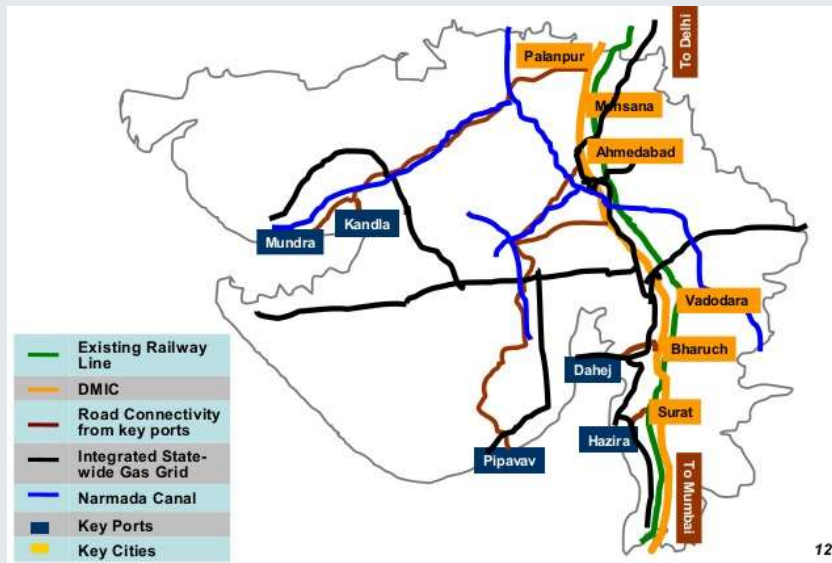 Palanpur
To Delhi
Mehsana
Ahmedabad
Kandla
Mundra
Vadodara
Bharuch
Dahej
Surat
Hazira
Pipavav
To Mumbai
Existing Railway
Line
DMIC
Road Connectivity
from key ports
Integrated State-
wide Gas Grid
Narmada Canal
Key Ports
Key Cities
12